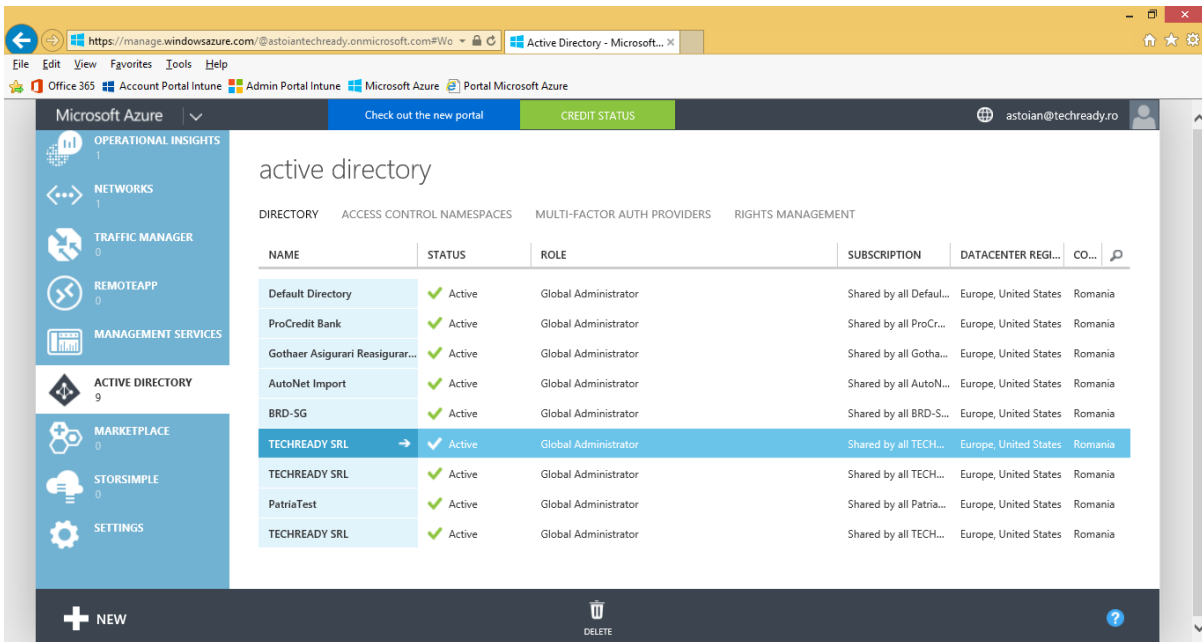 https://manage.windowsazure.com/@astoiantechready.onmicrosoft.com#Wo
Active Directory - Microsoft...
File Edit View Favorites Tools Help
Office 365 Account Portal Intune Admin Portal Intune Microsoft Azure Portal Microsoft Azure
Microsoft Azure Check out the new portal CREDIT STATUS astoian@techready.ro
OPERATIONAL INSIGHTS
1
NETWORKS
1
TRAFFIC MANAGER
0
REMOTEAPP
0
MANAGEMENT SERVICES
ACTIVE DIRECTORY
9
MARKETPLACE
0
STORSIMPLE
0
SETTINGS
active directory
DIRECTORY ACCESS CONTROL NAMESPACES MULTI-FACTOR AUTH PROVIDERS RIGHTS MANAGEMENT
NAME STATUS ROLE SUBSCRIPTION DATACENTER REGI... CO...
Default Directory Active Global Administrator Shared by all Defaul... Europe, United States Romania
ProCredit Bank Active Global Administrator Shared by all ProCr... Europe, United States Romania
Gothaer Asigurari Reasigurar... Active Global Administrator Shared by all Gotha... Europe, United States Romania
AutoNet Import Active Global Administrator Shared by all AutoN... Europe, United States Romania
BRD-SG Active Global Administrator Shared by all BRD-S... Europe, United States Romania
TECHREADY SRL Active Global Administrator Shared by all TECH... Europe, United States Romania
TECHREADY SRL Active Global Administrator Shared by all TECH... Europe, United States Romania
PatriaTest Active Global Administrator Shared by all Patria... Europe, United States Romania
TECHREADY SRL Active Global Administrator Shared by all TECH... Europe, United States Romania
NEW
DELETE
?